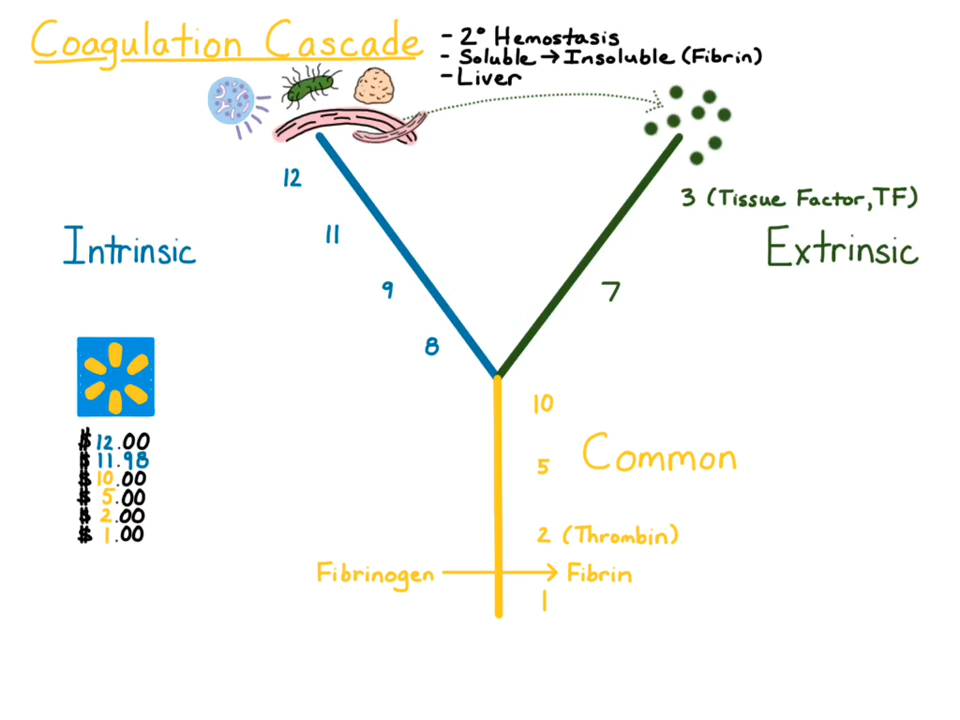 Coagulation Cascade
- 2° Hemostasis
- Soluble → Insoluble (Fibrin)
- Liver
12
11
9
8
Intrinsic
3 (Tissue Factor, TF)
Extrinsic
7
10
5
Common
2 (Thrombin)
Fibrinogen → Fibrin
1
$ 12.00
$ 11.98
$ 10.00
$ 5.00
$ 2.00
$ 1.00